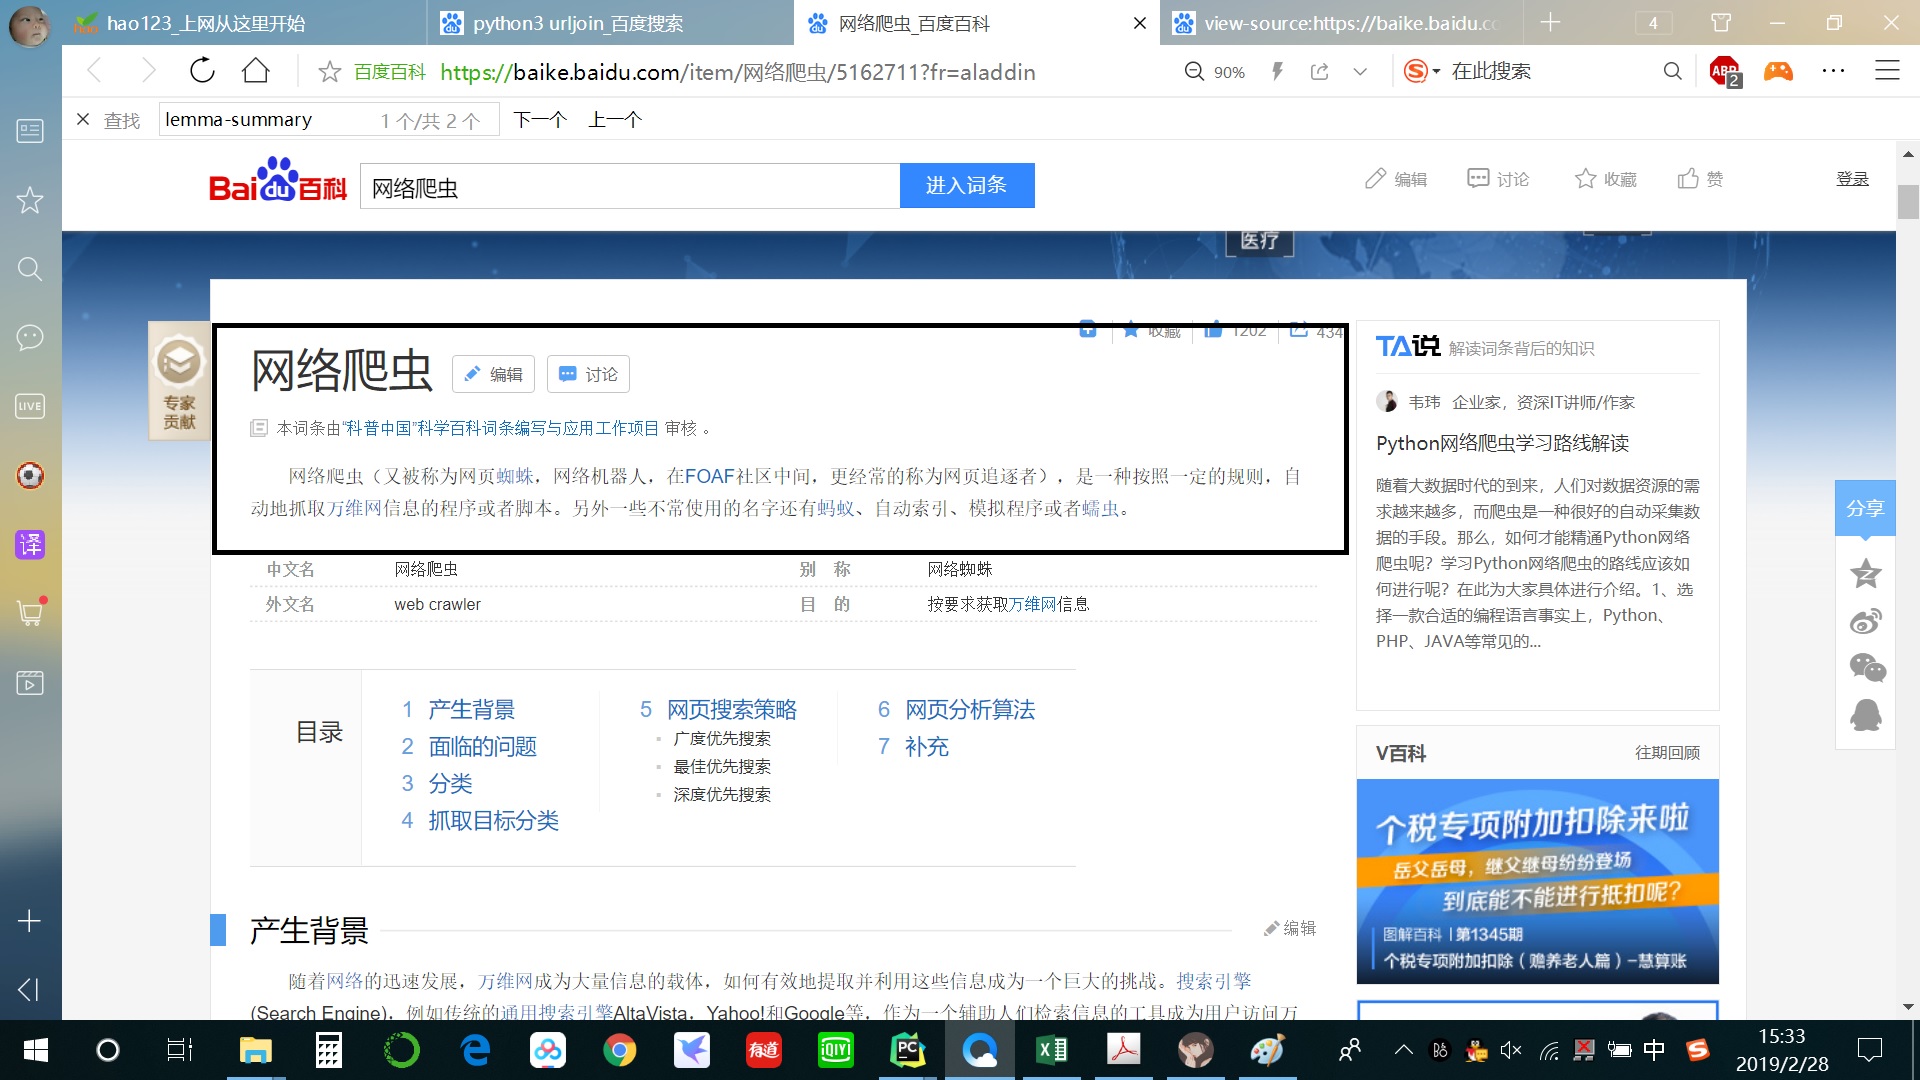 hao123_上网从这里开始
python3 urljoin_百度搜索
网络爬虫_百度百科
view-source:https://baike.baidu.co
4
百度百科 https://baike.baidu.com/item/网络爬虫/5162711?fr=aladdin
90%
在此搜索
ABP 2
查找 lemma-summary 1 个/共 2 个 下一个 上一个
Bai du 百科
网络爬虫
进入词条
编辑 讨论 收藏 赞 登录
医疗
LIVE
译
专家
贡献
收藏 1202 434
网络爬虫 编辑 讨论
本词条由“科普中国”科学百科词条编写与应用工作项目 审核 。
网络爬虫（又被称为网页蜘蛛，网络机器人，在FOAF社区中间，更经常的称为网页追逐者），是一种按照一定的规则，自
动地抓取万维网信息的程序或者脚本。另外一些不常使用的名字还有蚂蚁、自动索引、模拟程序或者蠕虫。
中文名 网络爬虫 别 称 网络蜘蛛
外文名 web crawler 目 的 按要求获取万维网信息
目录
1 产生背景
2 面临的问题
3 分类
4 抓取目标分类
5 网页搜索策略
广度优先搜索
最佳优先搜索
深度优先搜索
6 网页分析算法
7 补充
产生背景 编辑
随着网络的迅速发展，万维网成为大量信息的载体，如何有效地提取并利用这些信息成为一个巨大的挑战。搜索引擎
(Search Engine)，例如传统的通用搜索引擎AltaVista，Yahoo!和Google等，作为一个辅助人们检索信息的工具成为用户访问万
TA说 解读词条背后的知识
韦玮 企业家，资深IT讲师/作家
Python网络爬虫学习路线解读
随着大数据时代的到来，人们对数据资源的需
求越来越多，而爬虫是一种很好的自动采集数
据的手段。那么，如何才能精通Python网络
爬虫呢？学习Python网络爬虫的路线应该如
何进行呢？在此为大家具体进行介绍。1、选
择一款合适的编程语言事实上，Python、
PHP、JAVA等常见的...
V百科 往期回顾
个税专项附加扣除来啦
岳父岳母，继父继母纷纷登场
到底能不能进行抵扣呢？
图解百科 | 第1345期
个税专项附加扣除（赡养老人篇）–慧算账
分享
有道
iQIY
PC
中
15:33
2019/2/28